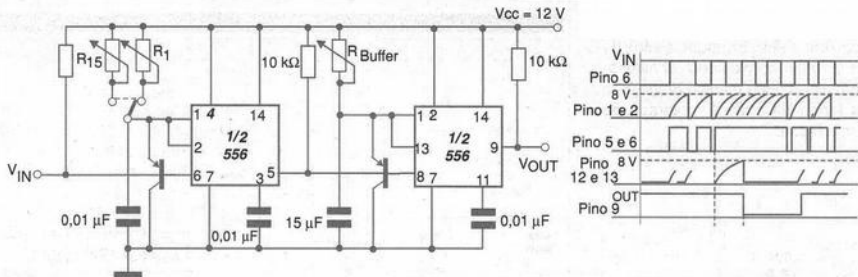 Vcc = 12 V
R15
R1
10 kΩ
R Buffer
10 kΩ
1 4 14
1/2
556
2
6 7 3 5
1 2 14
1/2
556
13
9
8 7 11
VIN
VOUT
0,01 µF
0,01 µF
15 µF
0,01 µF
VIN
Pino 6
8 V
Pino 1 e 2
Pino 5 e 6
Pino 8 V
12 e 13
OUT
Pino 9